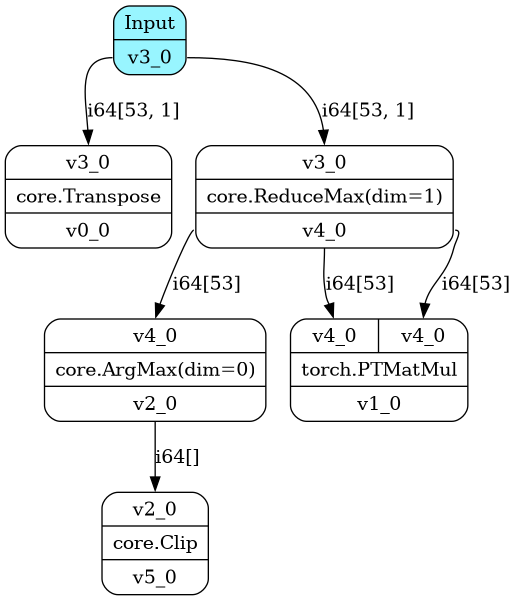 Input
v3_0
i64[53, 1]
i64[53, 1]
v3_0
core.Transpose
v0_0
v3_0
core.ReduceMax(dim=1)
v4_0
i64[53]
i64[53]
i64[53]
v4_0
core.ArgMax(dim=0)
v2_0
v4_0
v4_0
torch.PTMatMul
v1_0
i64[]
v2_0
core.Clip
v5_0